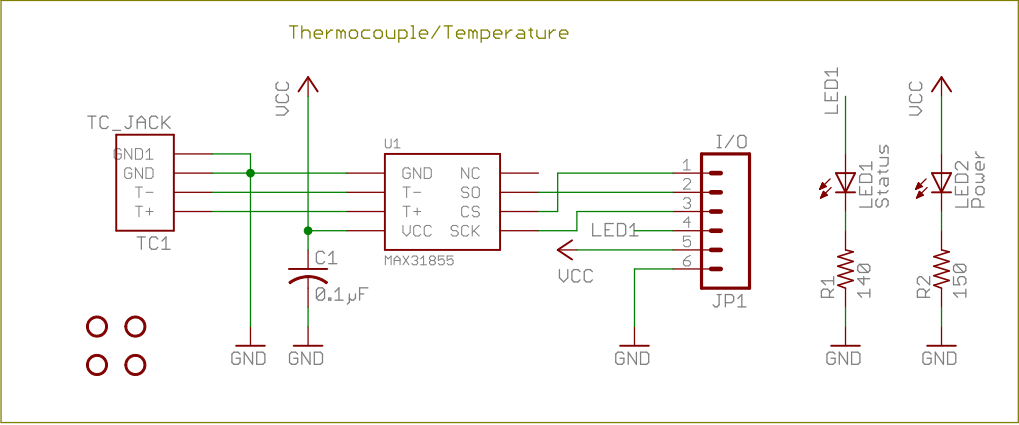 Thermocouple/Temperature
VCC
TC_JACK
GND1
GND
T-
T+
TC1
U1
GND
T-
T+
VCC
NC
SO
CS
SCK
MAX31855
C1
0.1µF
GND
GND
I/O
1
2
3
4
5
6
LED1
VCC
JP1
GND
LED1
LED1
Status
R1
140
GND
VCC
LED2
Power
R2
150
GND